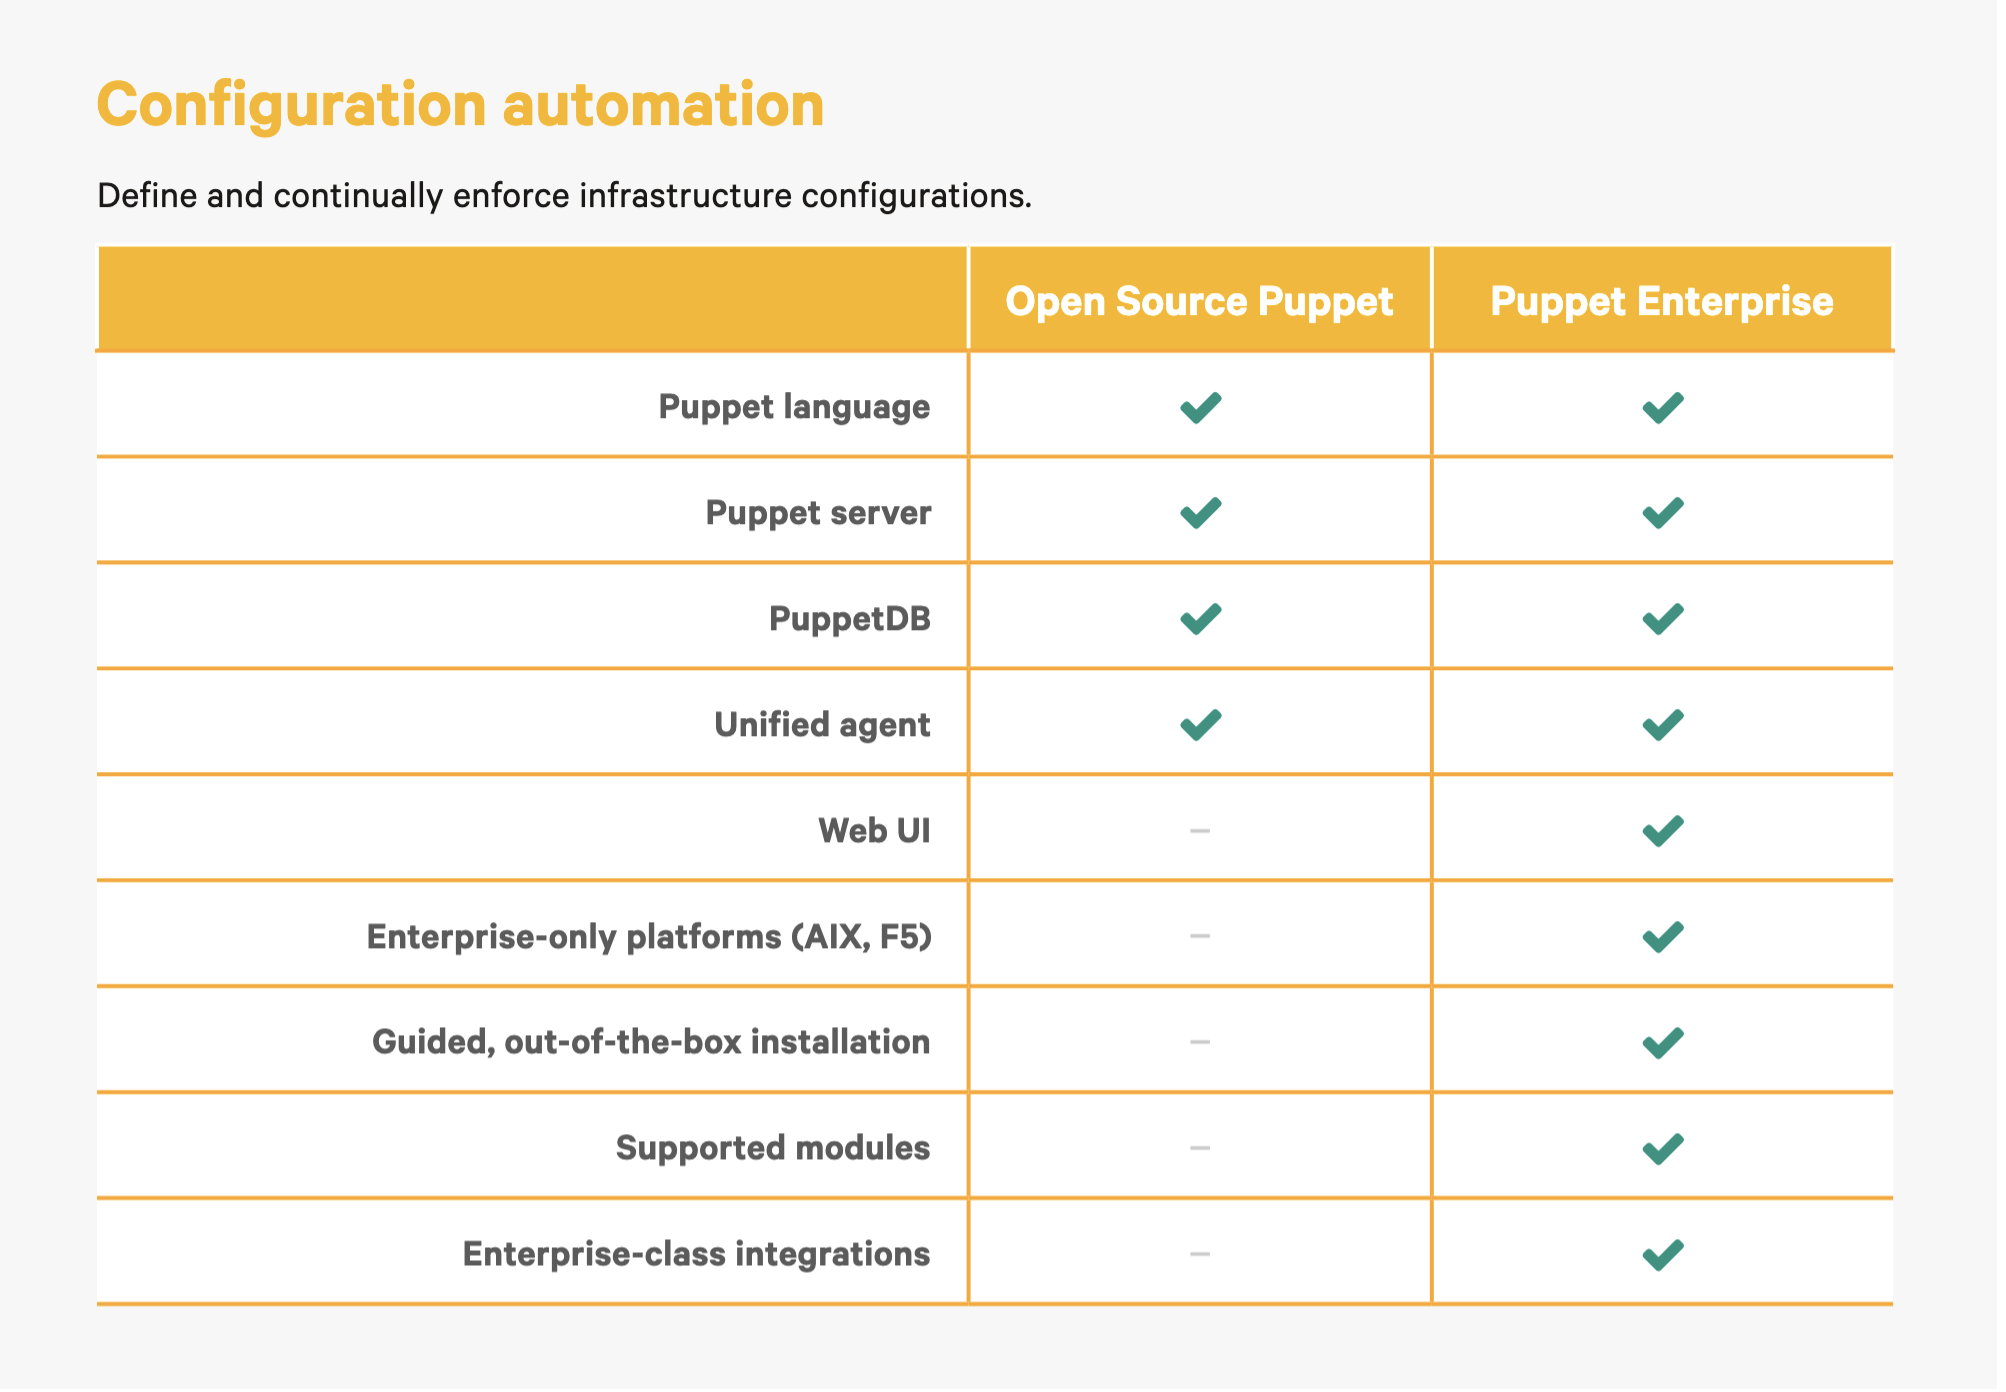 Configuration automation
Define and continually enforce infrastructure configurations.
Open Source Puppet Puppet Enterprise
Puppet language ✔ ✔
Puppet server ✔ ✔
PuppetDB ✔ ✔
Unified agent ✔ ✔
Web UI – ✔
Enterprise-only platforms (AIX, F5) – ✔
Guided, out-of-the-box installation – ✔
Supported modules – ✔
Enterprise-class integrations – ✔